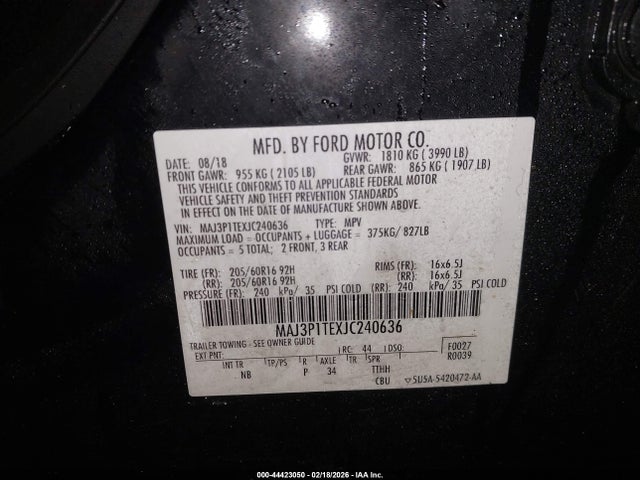 MFD. BY FORD MOTOR CO.
DATE: 08/18 GVWR: 1810 KG ( 3990 LB)
FRONT GAWR: 955 KG ( 2105 LB) REAR GAWR: 865 KG ( 1907 LB)
THIS VEHICLE CONFORMS TO ALL APPLICABLE FEDERAL MOTOR
VEHICLE SAFETY AND THEFT PREVENTION STANDARDS
IN EFFECT ON THE DATE OF MANUFACTURE SHOWN ABOVE.
VIN: MAJ3P1TEXJC240636 TYPE: MPV
MAXIMUM LOAD = OCCUPANTS + LUGGAGE = 375KG/ 827LB
OCCUPANTS = 5 TOTAL; 2 FRONT, 3 REAR
TIRE (FR): 205/60R16 92H RIMS (FR): 16x6.5J
(RR): 205/60R16 92H (RR): 16x6.5J
PRESSURE (FR): 240 kPa/ 35 PSI COLD (RR): 240 kPa/ 35 PSI COLD
MAJ3P1TEXJC240636
TRAILER TOWING - SEE OWNER GUIDE
EXT PNT: RC: 44 DSO: F0027
R0039
INT TR TP/PS R AXLE TR SPR
NB P 34 TTHH
CBU ▽5U5A-5420472-AA
000-44423050 - 02/18/2026 - IAA Inc.